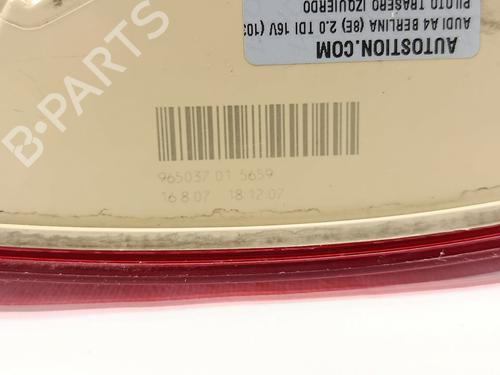 AUTOSTION.COM
AUDI A4 BERLINA (8E) 2.0 TDI 16V (103
PILOTO TRASERO IZQUIERDO
965037 01 5659
16 8 07 18:12:07
B-PARTS